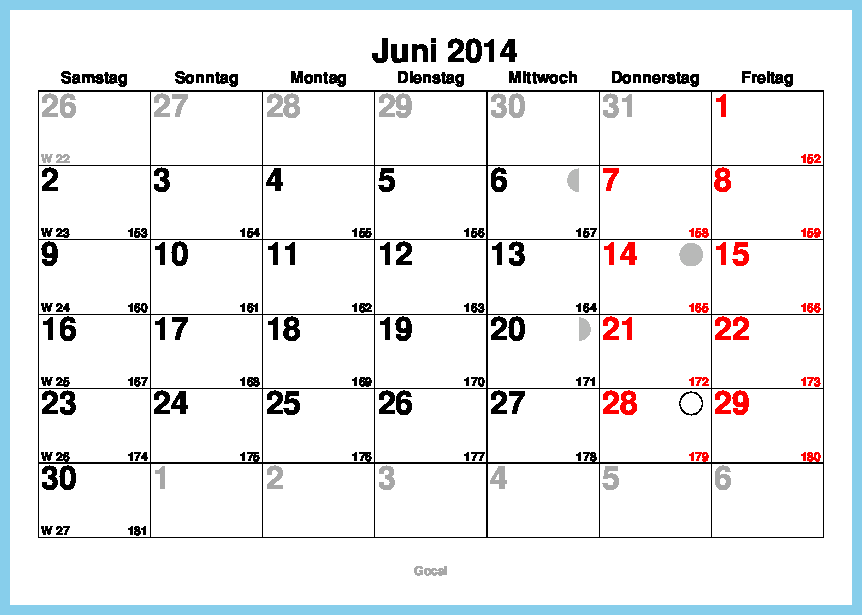 Juni 2014
Samstag Sonntag Montag Dienstag Mittwoch Donnerstag Freitag
26 27 28 29 30 31 1
W 22 152
2 3 4 5 6 7 8
W 23 153 154 155 156 157 158 159
9 10 11 12 13 14 15
W 24 160 161 162 163 164 165 166
16 17 18 19 20 21 22
W 25 167 168 169 170 171 172 173
23 24 25 26 27 28 29
W 26 174 175 176 177 178 179 180
30 1 2 3 4 5 6
W 27 181
Gocal